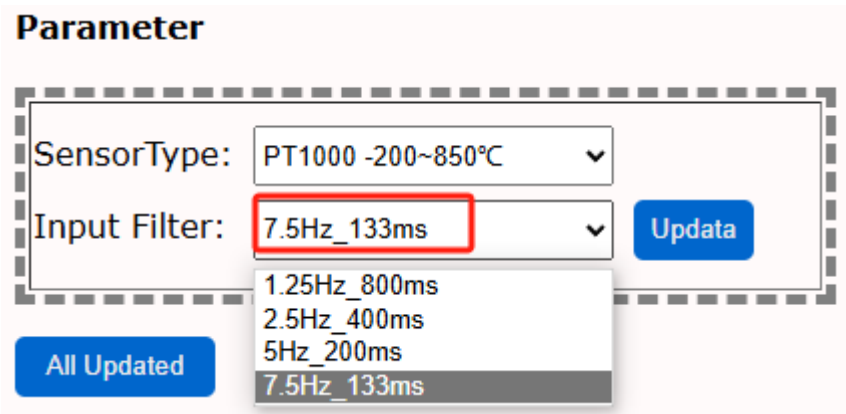 Parameter
SensorType: PT1000 -200~850℃
Input Filter: 7.5Hz_133ms Updata
1.25Hz_800ms
2.5Hz_400ms
5Hz_200ms
7.5Hz_133ms
All Updated